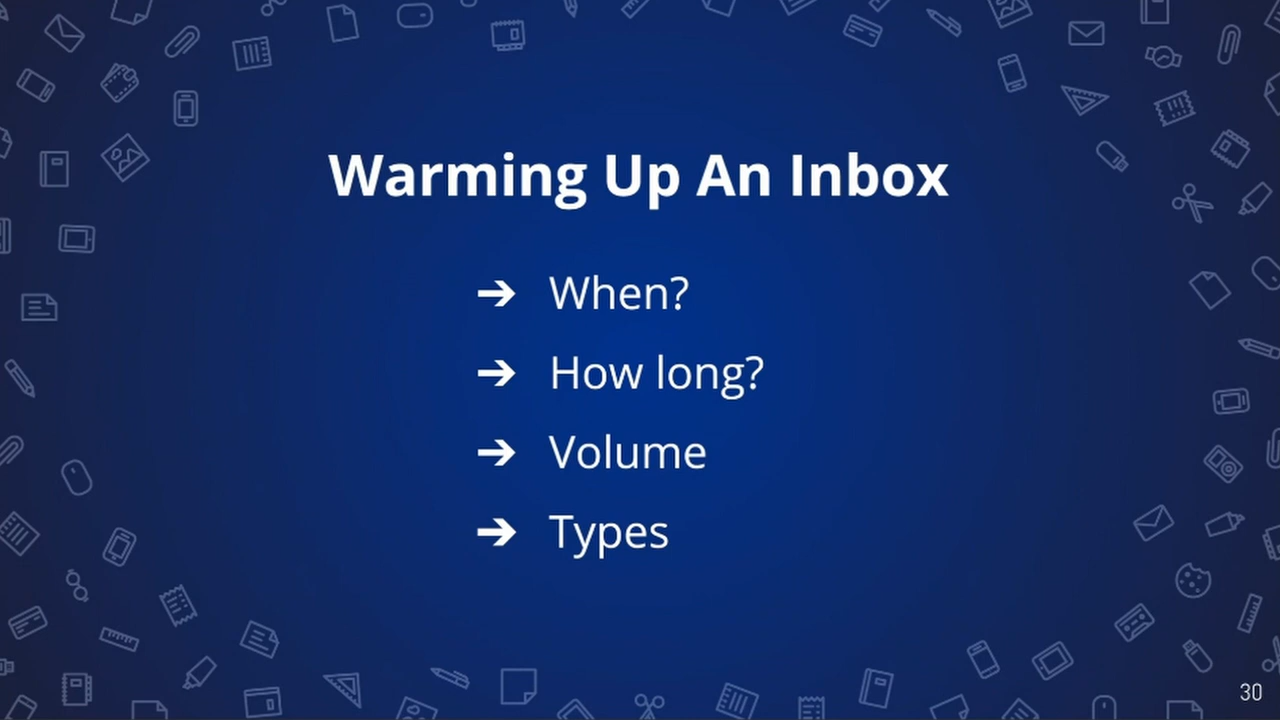 Warming Up An Inbox
➔ When?
➔ How long?
➔ Volume
➔ Types
30